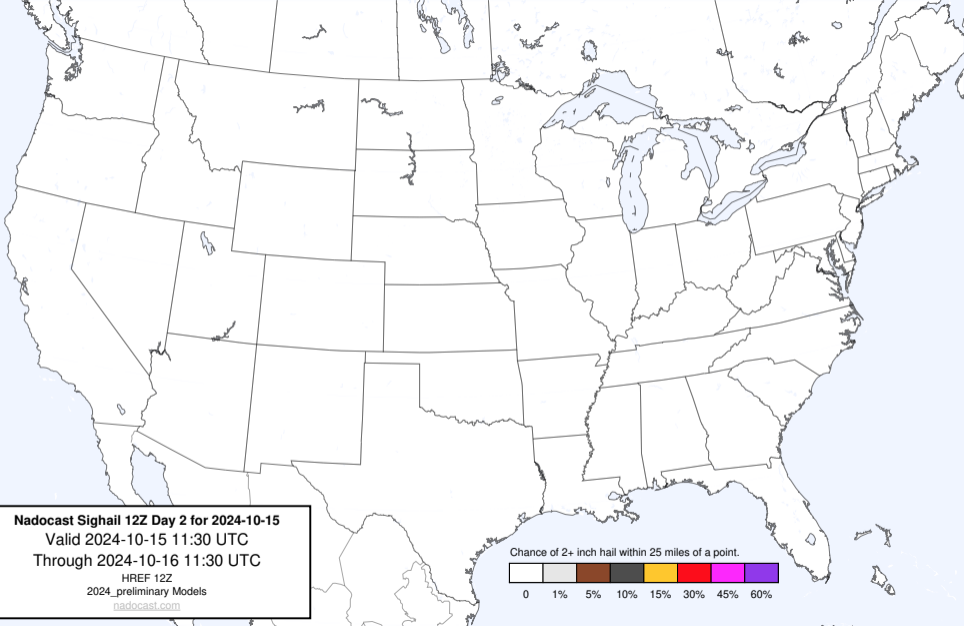 Nadocast Sighail 12Z Day 2 for 2024-10-15
Valid 2024-10-15 11:30 UTC
Through 2024-10-16 11:30 UTC
HREF 12Z
2024_preliminary Models
nadocast.com
Chance of 2+ inch hail within 25 miles of a point.
0 1% 5% 10% 15% 30% 45% 60%